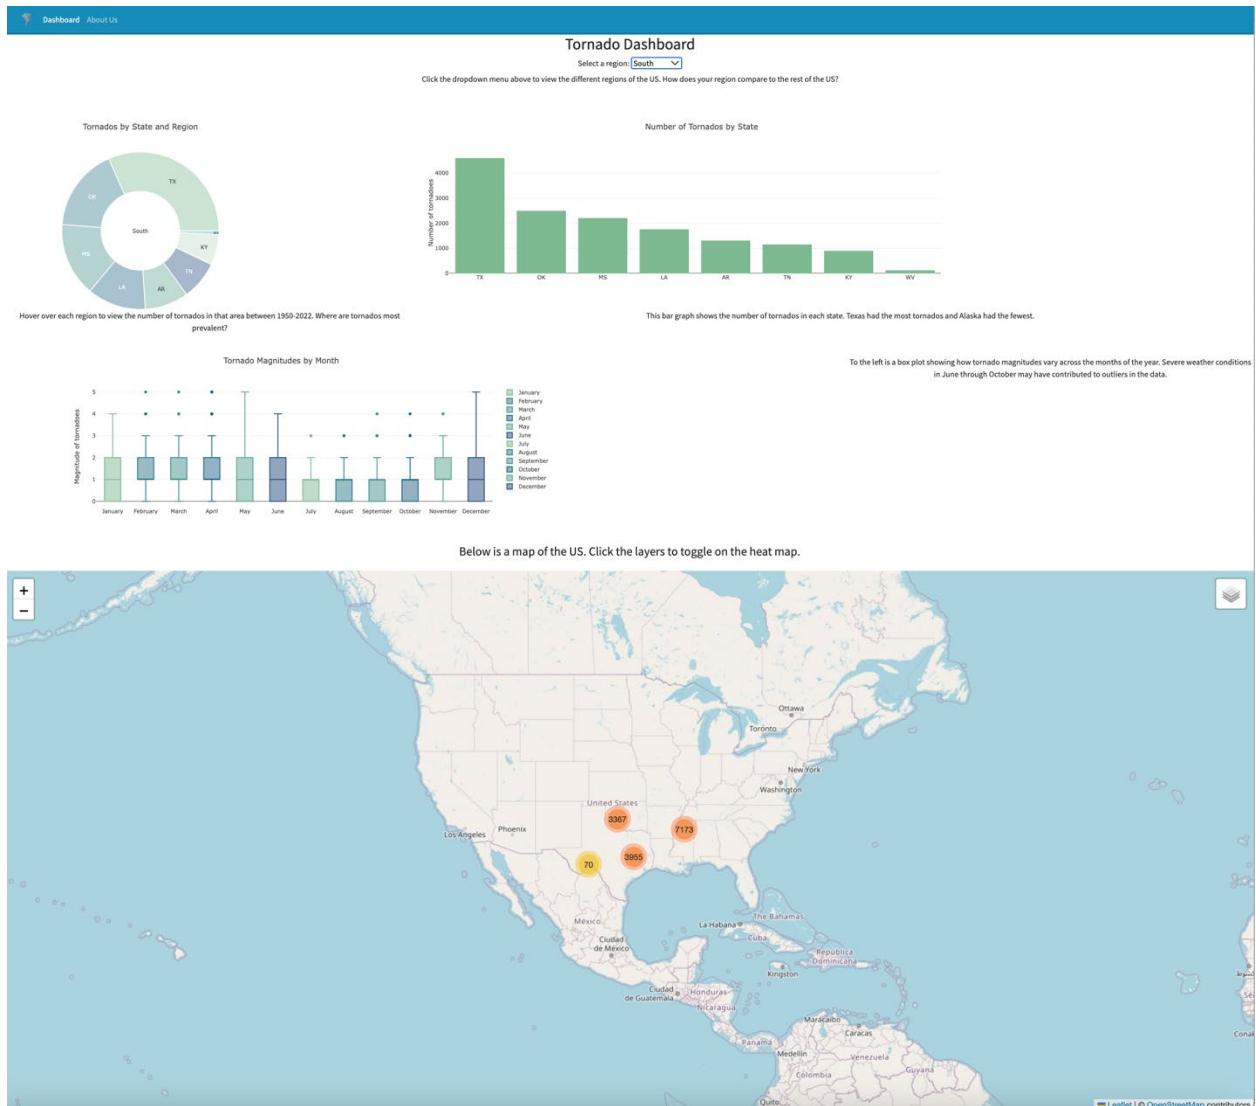 Dashboard About Us
Tornado Dashboard
Select a region: South
Click the dropdown menu above to view the different regions of the US. How does your region compare to the rest of the US?
Tornados by State and Region
TX
OK
MS
LA
AR
TN
KY
South
Hover over each region to view the number of tornados in that area between 1950-2022. Where are tornados most
prevalent?
Number of Tornados by State
Number of tornadoes
4000
3000
2000
1000
0
TX OK MS LA AR TN KY WV
This bar graph shows the number of tornados in each state. Texas had the most tornados and Alaska had the fewest.
Tornado Magnitudes by Month
Magnitude of tornadoes
5
4
3
2
1
0
January February March April May June July August September October November December
January
February
March
April
May
June
July
August
September
October
November
December
To the left is a box plot showing how tornado magnitudes vary across the months of the year. Severe weather conditions
in June through October may have contributed to outliers in the data.
Below is a map of the US. Click the layers to toggle on the heat map.
+
−
Ottawa
Toronto
New York
Washington
United States
3367
7173
Los Angeles
Phoenix
3955
70
México
La Habana
The Bahamas
Cuba
Ciudad
de México
República
Dominicana
Kingston
Ciudad
de Guatemala
Honduras
Nicaragua
Maracaibo
Caracas
Panamá
Medellín
Venezuela
Guyana
Colombia
Quito
Leaflet | © OpenStreetMap contributors